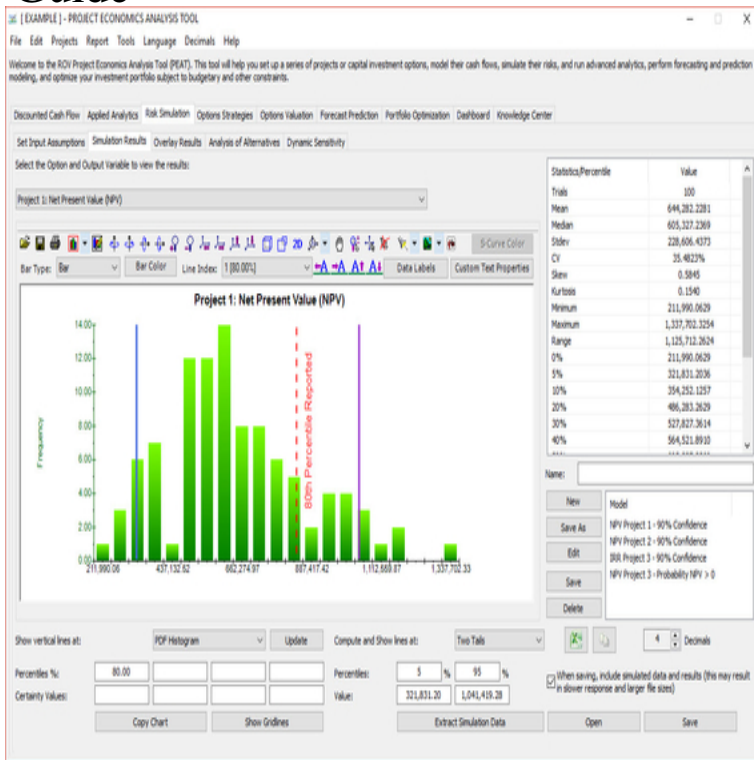 Guide
[ EXAMPLE ] - PROJECT ECONOMICS ANALYSIS TOOL
File Edit Projects Report Tools Language Decimals Help
Welcome to the ROV Project Economics Analysis Tool (PEAT). This tool will help you set up a series of projects or capital investment options, model their cash flows, simulate their risks, and run advanced analytics, perform forecasting and prediction
modeling, and optimize your investment portfolio subject to budgetary and other constraints.
Discounted Cash Flow Applied Analytics Risk Simulation Options Strategies Options Valuation Forecast Prediction Portfolio Optimization Dashboard Knowledge Center
Set Input Assumptions Simulation Results Overlay Results Analysis of Alternatives Dynamic Sensitivity
Select the Option and Output Variable to view the results:
Project 1: Net Present Value (NPV)
2D
S-Curve Color
Bar Type: Bar Bar Color Line Index: 1 [80.00%] Data Labels Custom Text Properties
Project 1: Net Present Value (NPV)
Frequency
14.00
12.00
10.00
8.00
6.00
4.00
2.00
0.00
80th Percentile Reported
211,990.06 437,132.52 662,274.97 887,417.42 1,112,559.87 1,337,702.33
Statistics/Percentile Value
Trials 100
Mean 644,282.2281
Median 605,327.2369
Stdev 228,606.4373
CV 35.4823%
Skew 0.5845
Kurtosis 0.1540
Minimum 211,990.0629
Maximum 1,337,702.3254
Range 1,125,712.2624
0% 211,990.0629
5% 321,831.2036
10% 354,252.1257
20% 486,283.2629
30% 527,827.3614
40% 564,521.8910
Name:
New
Save As
Edit
Save
Delete
Model
NPV Project 1 - 90% Confidence
NPV Project 2 - 90% Confidence
IRR Project 3 - 90% Confidence
NPV Project 3 - Probability NPV > 0
Show vertical lines at: PDF Histogram Update Compute and Show lines at: Two Tails
4 Decimals
Percentiles %: 80.00 Percentiles: 5 % 95 %
Certainty Values: Value: 321,831.20 1,041,419.28
When saving, include simulated data and results (this may result
in slower response and larger file sizes)
Copy Chart Show Gridlines Extract Simulation Data Open Save